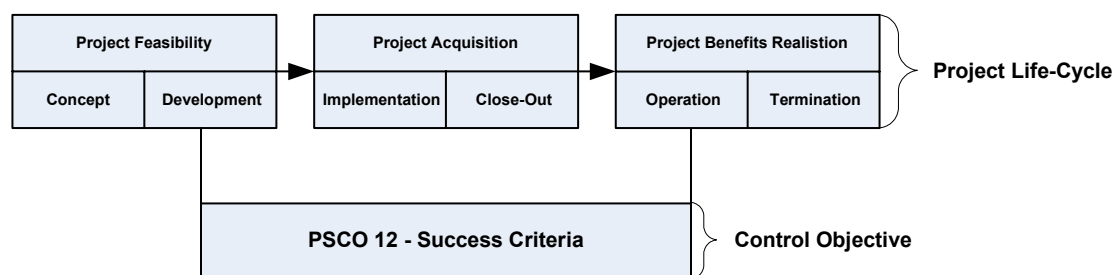 Project Feasibility
Project Acquisition
Project Benefits Realistion
Concept
Development
Implementation
Close-Out
Operation
Termination
Project Life-Cycle
PSCO 12 - Success Criteria
Control Objective